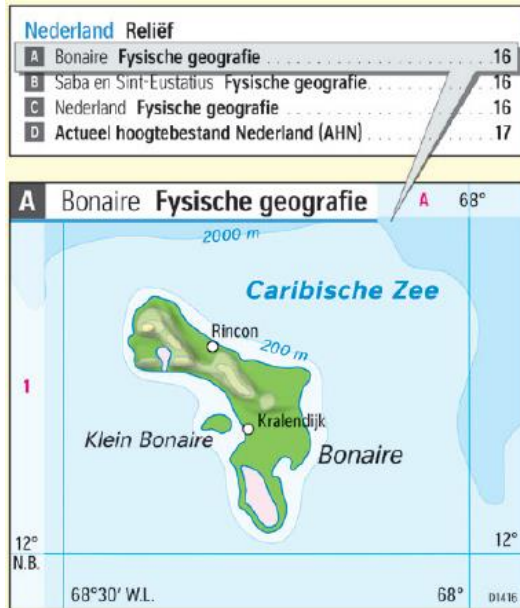 Nederland Reliëf
A Bonaire Fysische geografie 16
B Saba en Sint-Eustatius Fysische geografie 16
C Nederland Fysische geografie 16
D Actueel hoogtebestand Nederland (AHN) 17
A Bonaire Fysische geografie A 68°
2000 m
Caribische Zee
Rincon
200 m
1
Kralendijk
Klein Bonaire
Bonaire
12° 12°
N.B.
68°30' W.L. 68° D1416